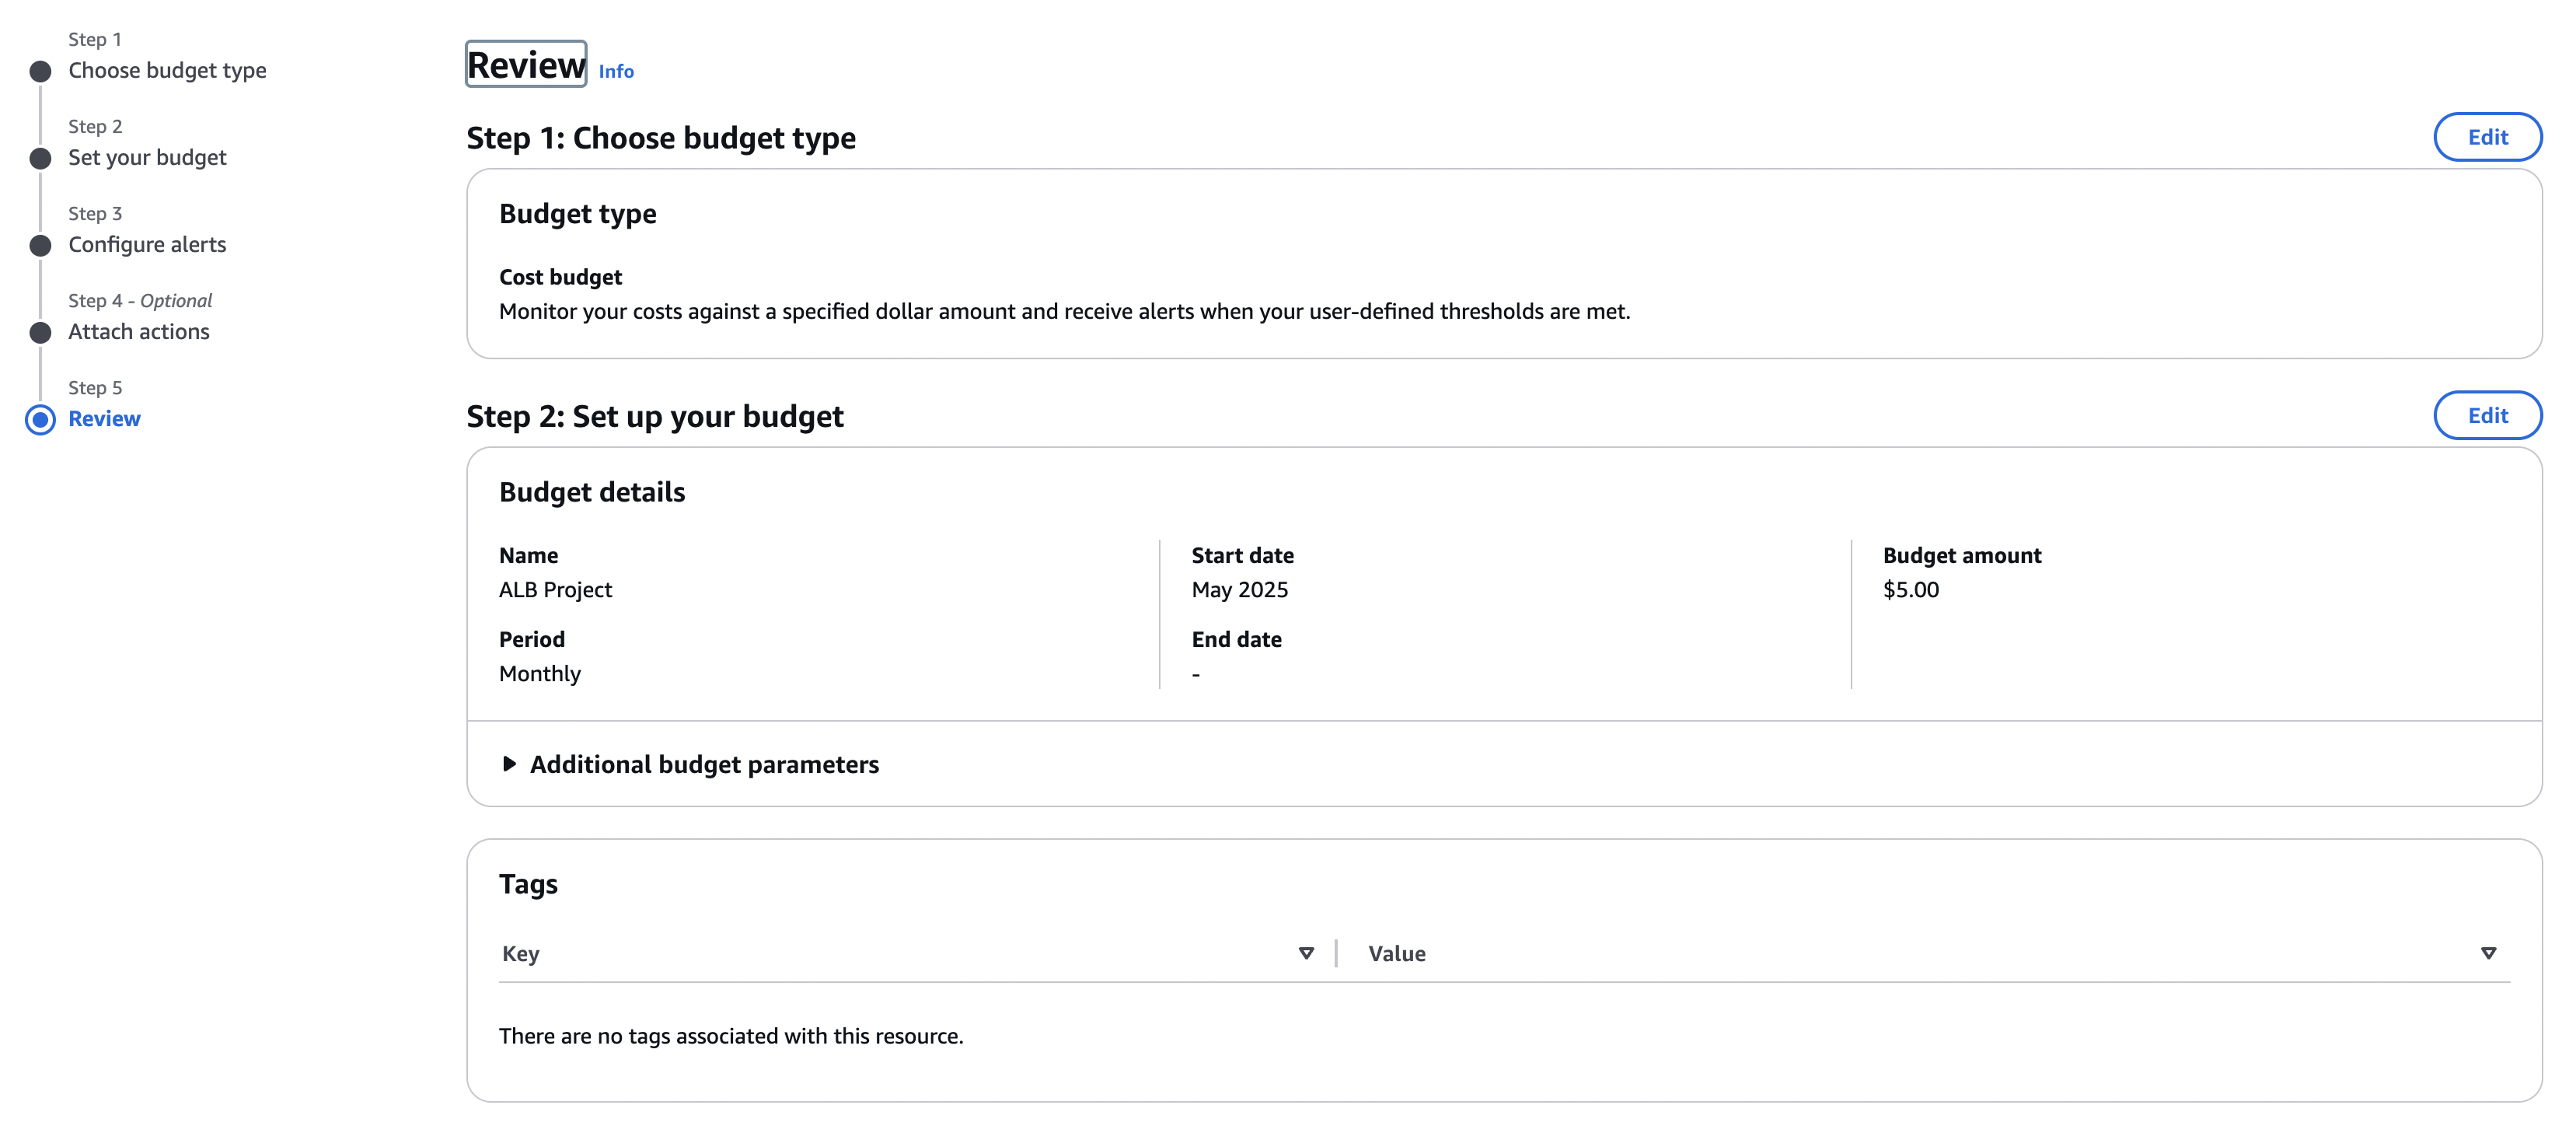 Step 1
Choose budget type
Step 2
Set your budget
Step 3
Configure alerts
Step 4 - Optional
Attach actions
Step 5
Review
Review Info
Step 1: Choose budget type
Edit
Budget type
Cost budget
Monitor your costs against a specified dollar amount and receive alerts when your user-defined thresholds are met.
Step 2: Set up your budget
Edit
Budget details
Name
ALB Project
Period
Monthly
Start date
May 2025
End date
-
Budget amount
$5.00
Additional budget parameters
Tags
Key
Value
There are no tags associated with this resource.